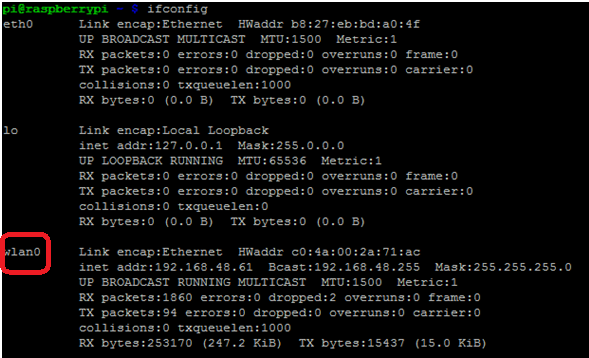 pi@raspberrypi ~ $ ifconfig
eth0 Link encap:Ethernet HWaddr b8:27:eb:bd:a0:4f
UP BROADCAST MULTICAST MTU:1500 Metric:1
RX packets:0 errors:0 dropped:0 overruns:0 frame:0
TX packets:0 errors:0 dropped:0 overruns:0 carrier:0
collisions:0 txqueuelen:1000
RX bytes:0 (0.0 B) TX bytes:0 (0.0 B)
lo Link encap:Local Loopback
inet addr:127.0.0.1 Mask:255.0.0.0
UP LOOPBACK RUNNING MTU:65536 Metric:1
RX packets:0 errors:0 dropped:0 overruns:0 frame:0
TX packets:0 errors:0 dropped:0 overruns:0 carrier:0
collisions:0 txqueuelen:0
RX bytes:0 (0.0 B) TX bytes:0 (0.0 B)
wlan0 Link encap:Ethernet HWaddr c0:4a:00:2a:71:ac
inet addr:192.168.48.61 Bcast:192.168.48.255 Mask:255.255.255.0
UP BROADCAST RUNNING MULTICAST MTU:1500 Metric:1
RX packets:1860 errors:0 dropped:2 overruns:0 frame:0
TX packets:94 errors:0 dropped:0 overruns:0 carrier:0
collisions:0 txqueuelen:1000
RX bytes:253170 (247.2 KiB) TX bytes:15437 (15.0 KiB)